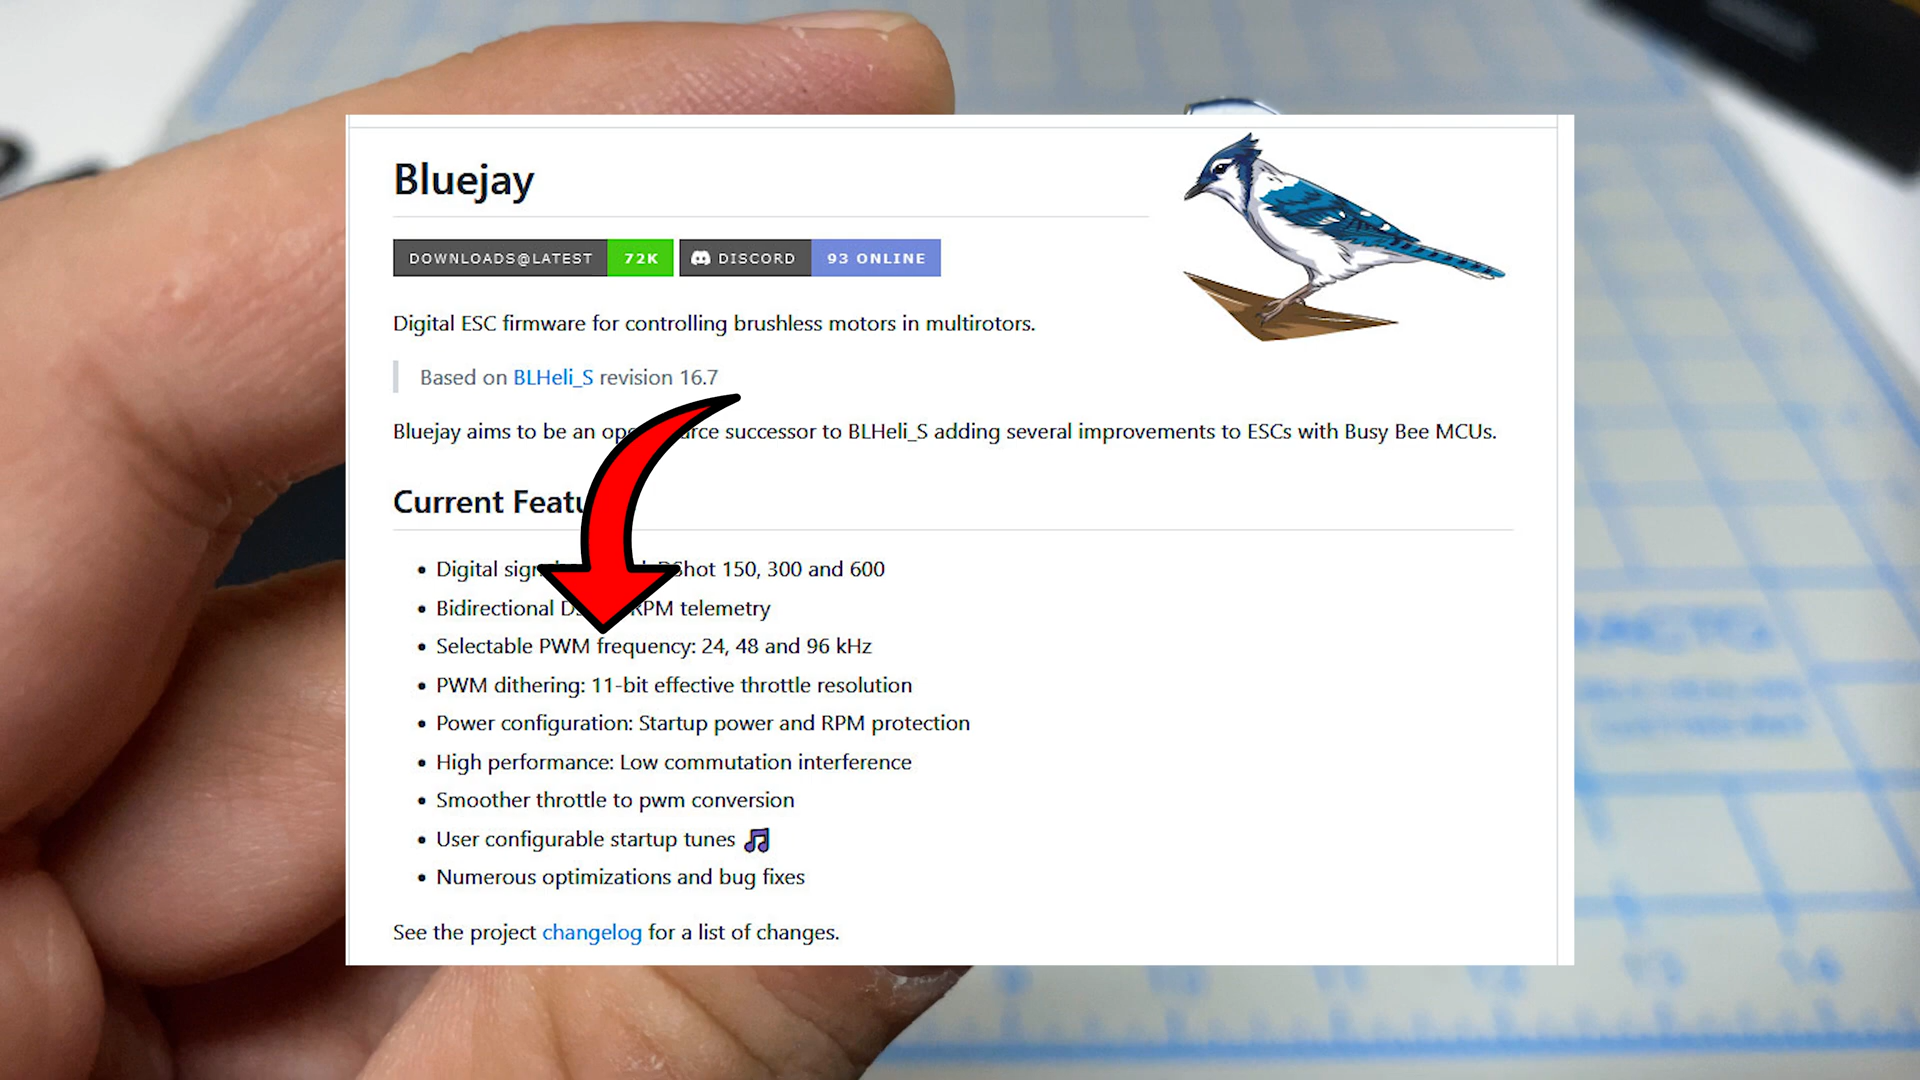 Bluejay
DOWNLOADS@LATEST 72K DISCORD 93 ONLINE
Digital ESC firmware for controlling brushless motors in multirotors.
Based on BLHeli_S revision 16.7
Bluejay aims to be an successor to BLHeli_S adding several improvements to ESCs with Busy Bee MCUs.
Current
Digital 150, 300 and 600
Bidirectional RPM telemetry
Selectable PWM frequency: 24, 48 and 96 kHz
PWM dithering: 11-bit effective throttle resolution
Power configuration: Startup power and RPM protection
High performance: Low commutation interference
Smoother throttle to pwm conversion
User configurable startup tunes
Numerous optimizations and bug fixes
See the project changelog for a list of changes.